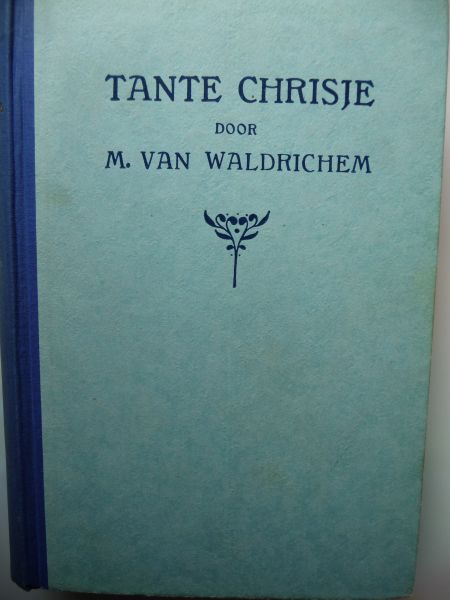 TANTE CHRISJE
DOOR
M. VAN WALDRICHEM